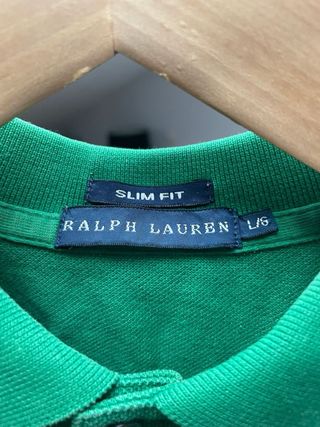 SLIM FIT
RALPH LAUREN
L/G